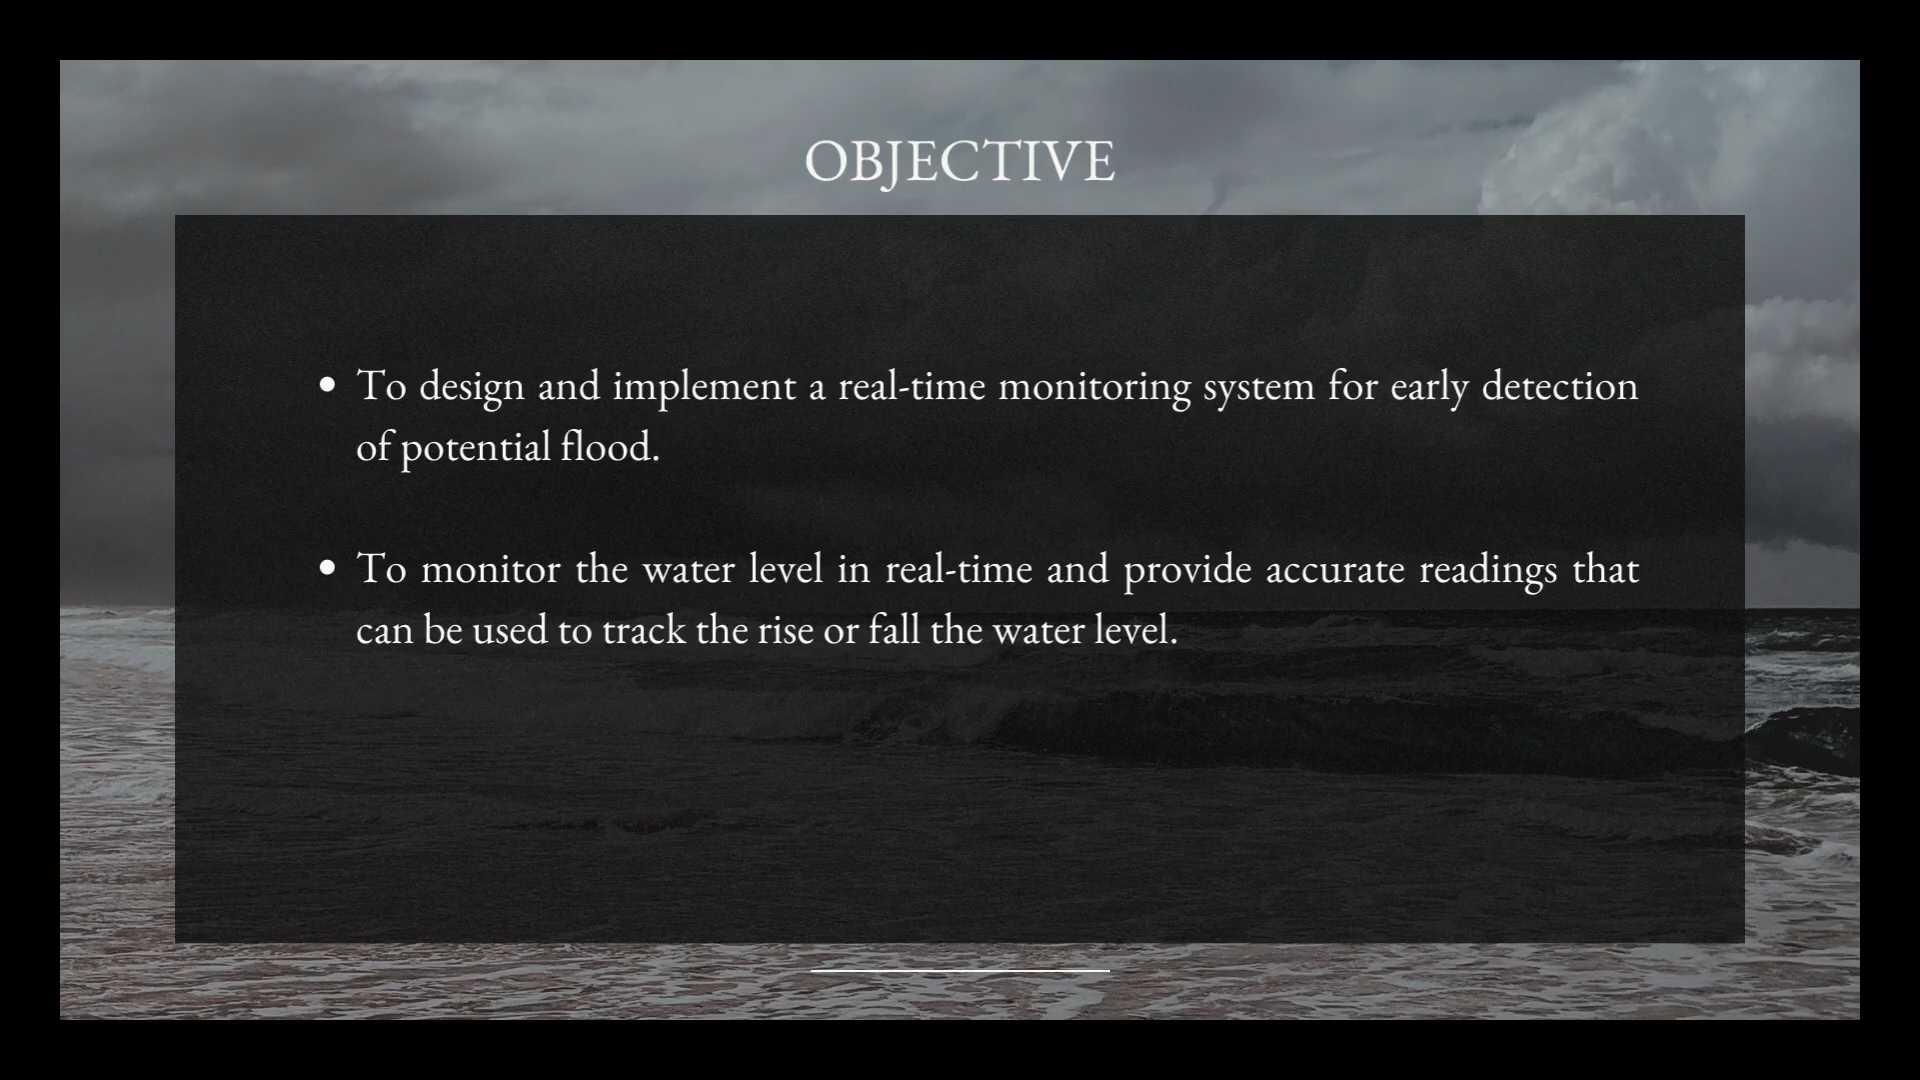 OBJECTIVE
• To design and implement a real-time monitoring system for early detection
of potential flood.
• To monitor the water level in real-time and provide accurate readings that
can be used to track the rise or fall the water level.